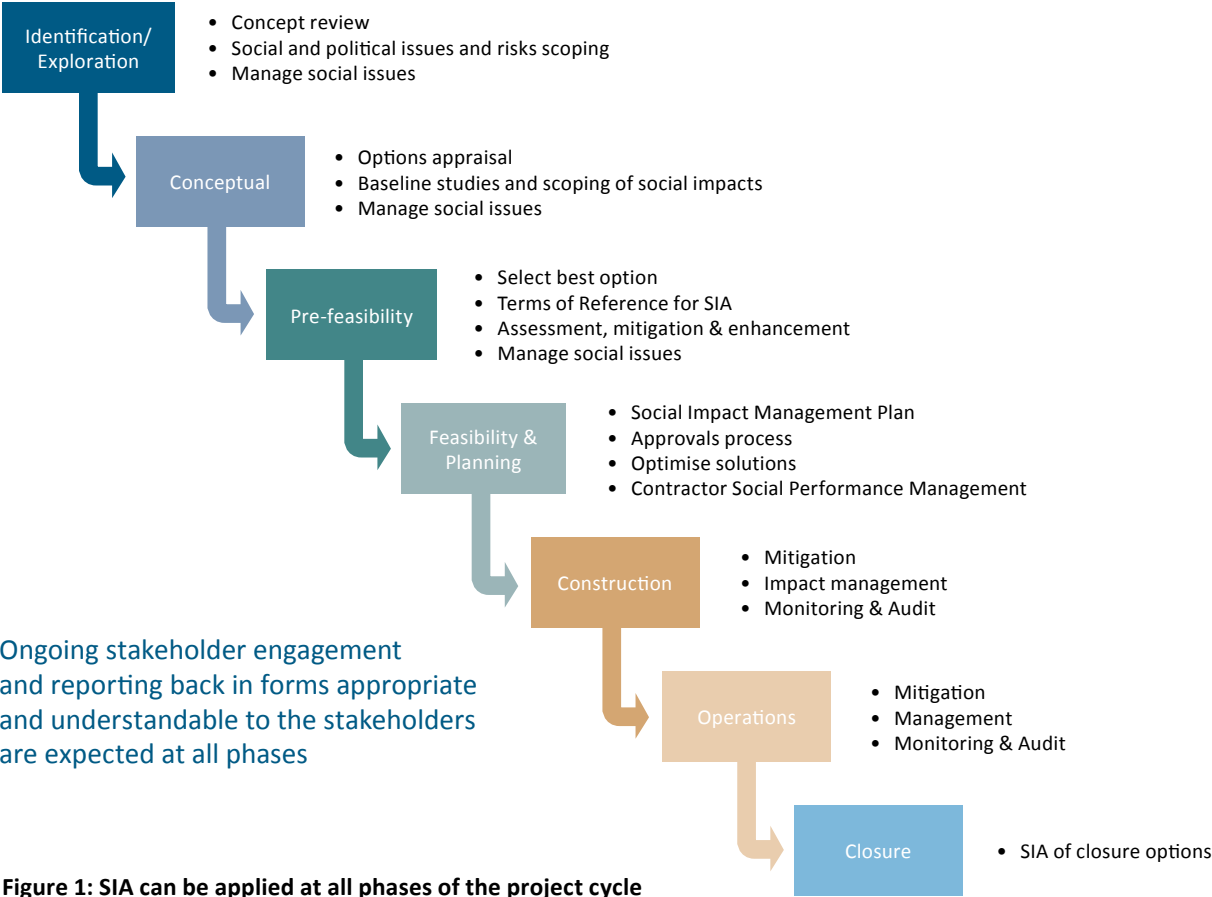 Identification/
Exploration
• Concept review
• Social and political issues and risks scoping
• Manage social issues
Conceptual
• Options appraisal
• Baseline studies and scoping of social impacts
• Manage social issues
Pre-feasibility
• Select best option
• Terms of Reference for SIA
• Assessment, mitigation & enhancement
• Manage social issues
Feasibility &
Planning
• Social Impact Management Plan
• Approvals process
• Optimise solutions
• Contractor Social Performance Management
Construction
• Mitigation
• Impact management
• Monitoring & Audit
Ongoing stakeholder engagement
and reporting back in forms appropriate
and understandable to the stakeholders
are expected at all phases
Operations
• Mitigation
• Management
• Monitoring & Audit
Closure
• SIA of closure options
Figure 1: SIA can be applied at all phases of the project cycle